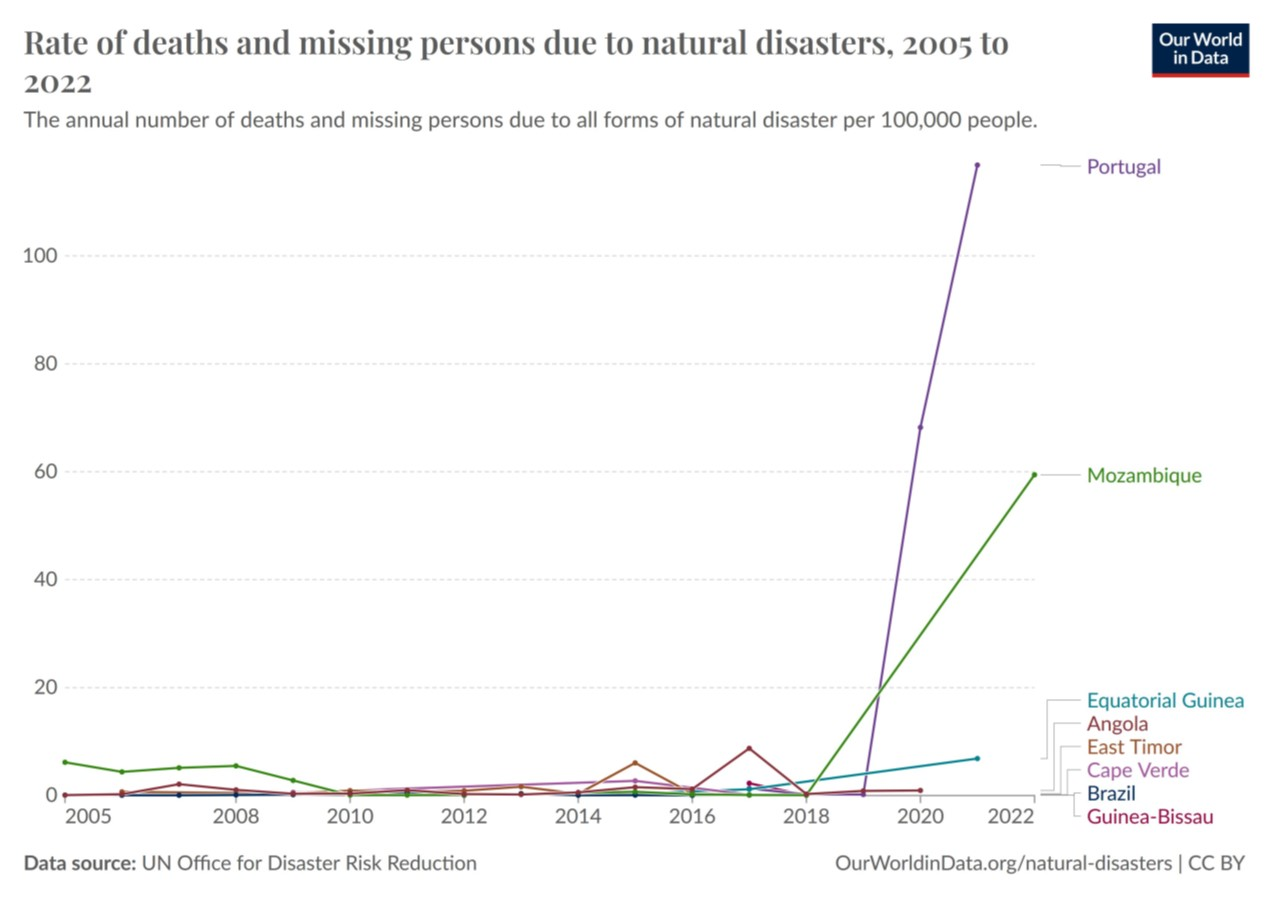 Rate of deaths and missing persons due to natural disasters, 2005 to
2022
Our World
in Data
The annual number of deaths and missing persons due to all forms of natural disaster per 100,000 people.
Portugal
100
80
60
Mozambique
40
20
Equatorial Guinea
Angola
East Timor
Cape Verde
Brazil
Guinea-Bissau
0
2005 2008 2010 2012 2014 2016 2018 2020 2022
Data source: UN Office for Disaster Risk Reduction
OurWorldinData.org/natural-disasters | CC BY